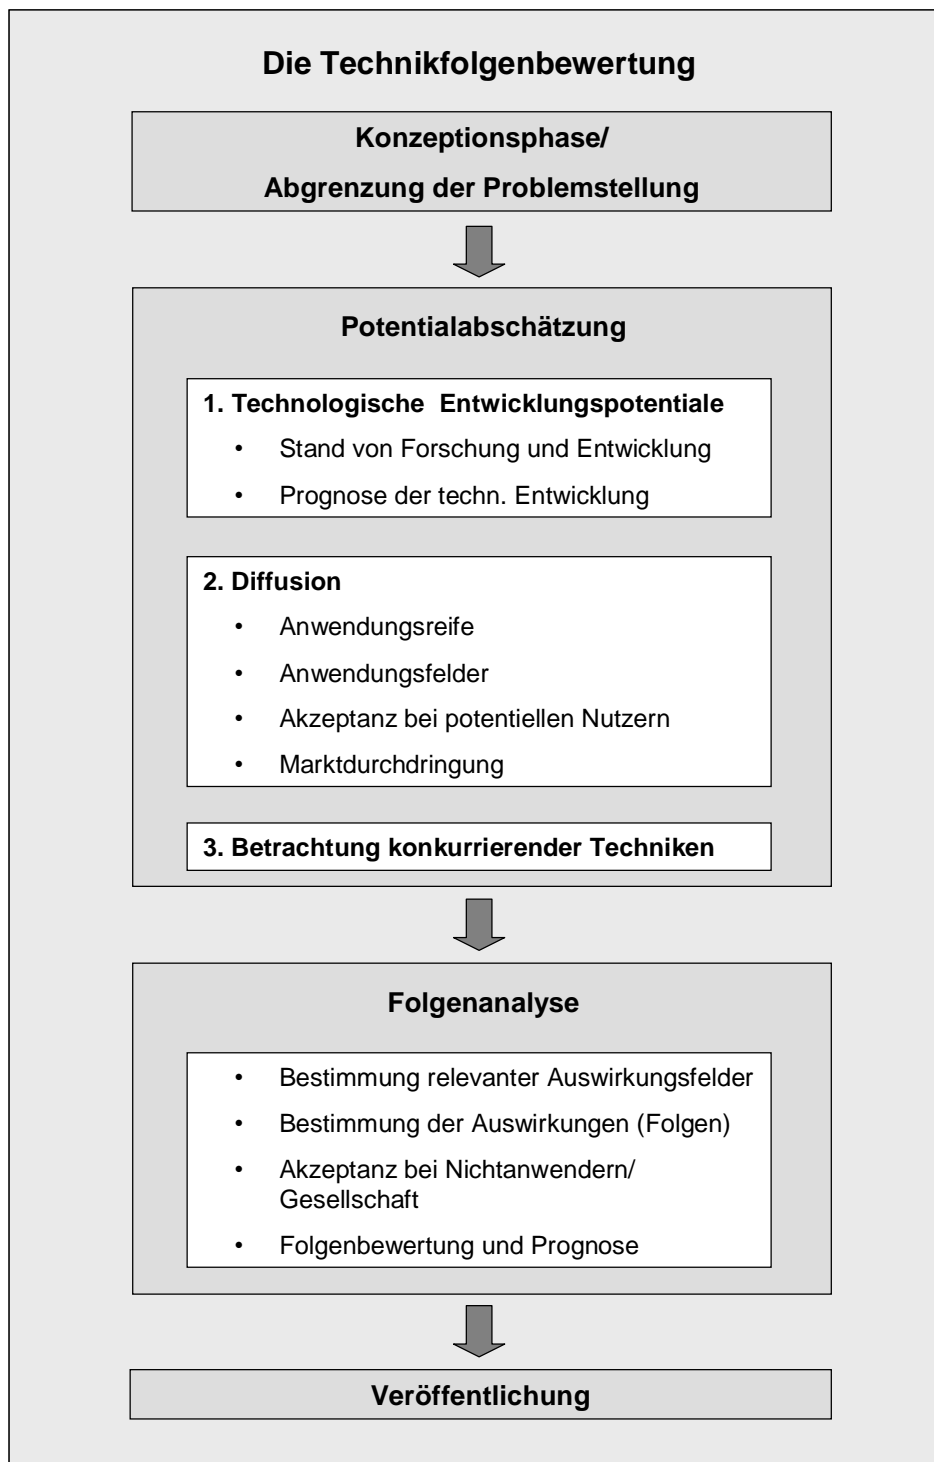 Die Technikfolgenbewertung
Konzeptionsphase/
Abgrenzung der Problemstellung
Potentialabschätzung
1. Technologische Entwicklungspotentiale
• Stand von Forschung und Entwicklung
• Prognose der techn. Entwicklung
2. Diffusion
• Anwendungsreife
• Anwendungsfelder
• Akzeptanz bei potentiellen Nutzern
• Marktdurchdringung
3. Betrachtung konkurrierender Techniken
Folgenanalyse
• Bestimmung relevanter Auswirkungsfelder
• Bestimmung der Auswirkungen (Folgen)
• Akzeptanz bei Nichtanwendern/
Gesellschaft
• Folgenbewertung und Prognose
Veröffentlichung